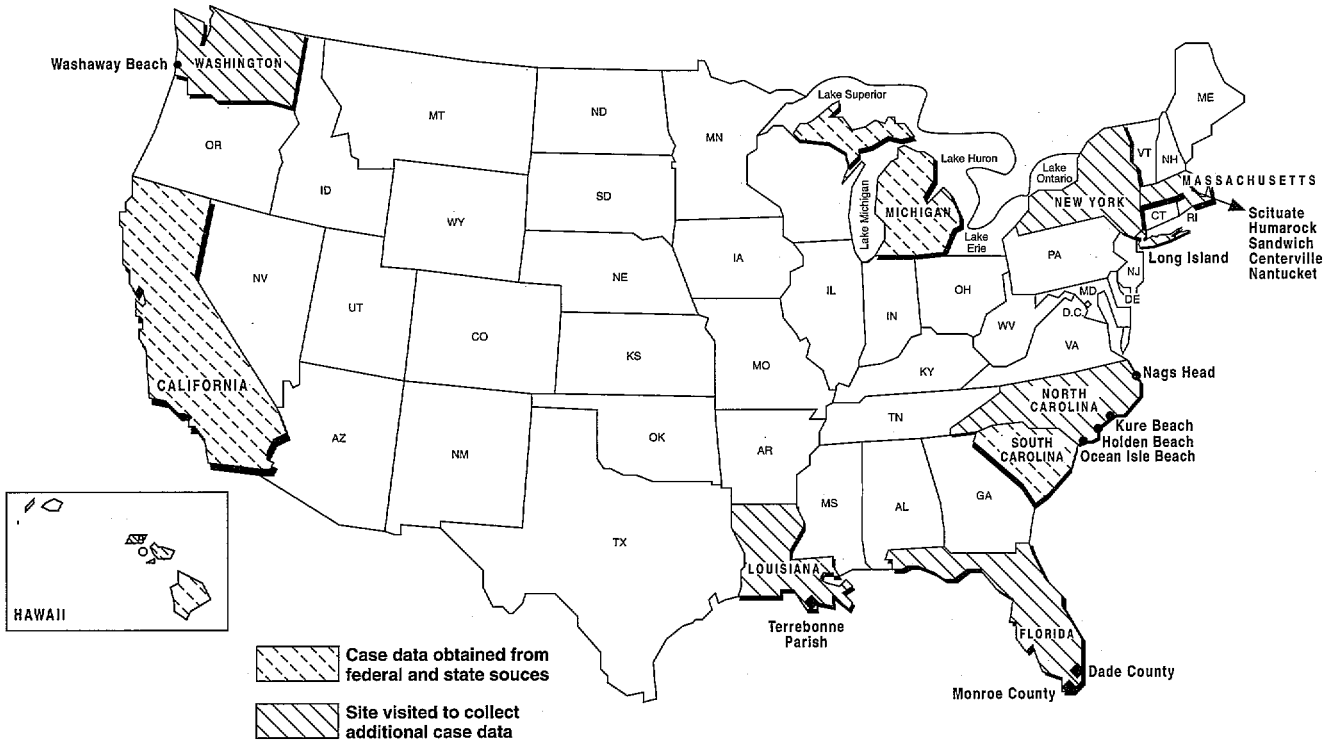 Washaway Beach
WASHINGTON
MT
ND
MN
Lake Superior
ME
OR
ID
WY
SD
Lake Michigan
MICHIGAN
Lake Huron
Lake
Ontario
NEW YORK
VT
NH
MASSACHUSETTS
CT
RI
Scituate
Humarock
Sandwich
Centerville
Nantucket
Lake
Erie
Long Island
PA
NJ
MD
DE
D.C.
NV
UT
CO
NE
IA
IL
IN
OH
WV
VA
KS
MO
KY
CALIFORNIA
Nags Head
NORTH
CAROLINA
Kure Beach
Holden Beach
Ocean Isle Beach
SOUTH
CAROLINA
TN
AZ
NM
OK
AR
MS
AL
GA
TX
LOUISIANA
Terrebonne
Parish
FLORIDA
Dade County
Monroe County
HAWAII
Case data obtained from
federal and state souces
Site visited to collect
additional case data